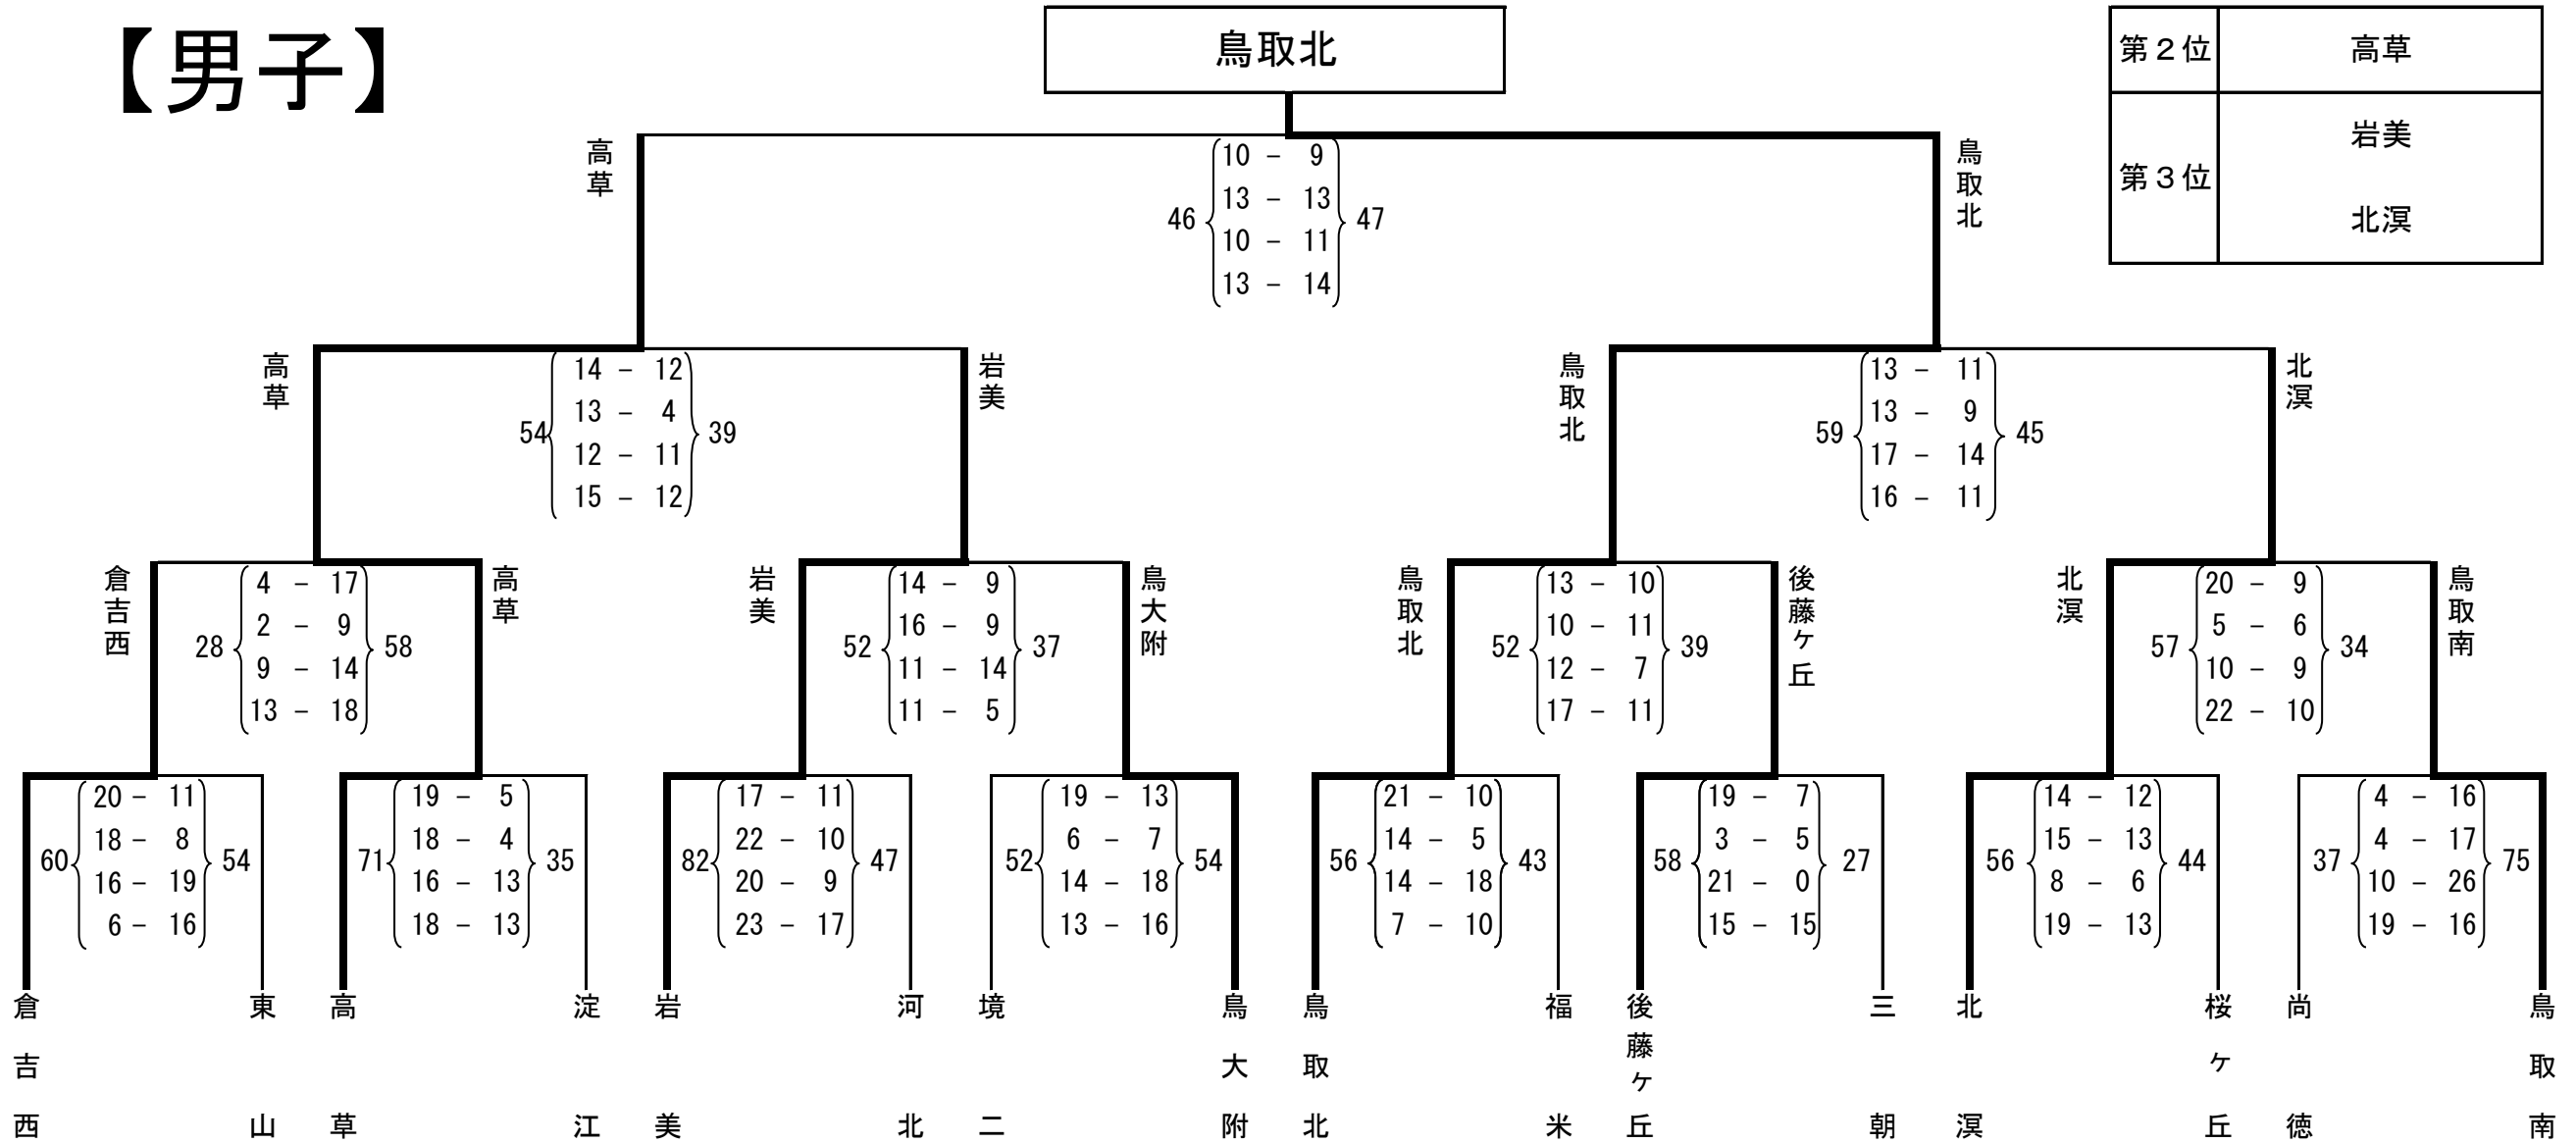 【男子】
鳥取北
第２位 高草
第３位 岩美
北溟
高草
鳥取北
46
10 － 9
13 － 13
10 － 11
13 － 14
47
高草
岩美
54
14 － 12
13 － 4
12 － 11
15 － 12
39
鳥取北
北溟
59
13 － 11
13 － 9
17 － 14
16 － 11
45
倉吉西
高草
28
4 － 17
2 － 9
9 － 14
13 － 18
58
岩美
鳥大附
52
14 － 9
16 － 9
11 － 14
11 － 5
37
鳥取北
後藤ケ丘
52
13 － 10
10 － 11
12 － 7
17 － 11
39
北溟
鳥取南
57
20 － 9
5 － 6
10 － 9
22 － 10
34
60
20 － 11
18 － 8
16 － 19
6 － 16
54
71
19 － 5
18 － 4
16 － 13
18 － 13
35
82
17 － 11
22 － 10
20 － 9
23 － 17
47
52
19 － 13
6 － 7
14 － 18
13 － 16
54
56
21 － 10
14 － 5
14 － 18
7 － 10
43
58
19 － 7
3 － 5
21 － 0
15 － 15
27
56
14 － 12
15 － 13
8 － 6
19 － 13
44
37
4 － 16
4 － 17
10 － 26
19 － 16
75
倉吉西
東山
高草
淀江
岩美
河北
境二
鳥大附
鳥取北
福米
後藤ヶ丘
三朝
北溟
桜ヶ丘
尚徳
鳥取南